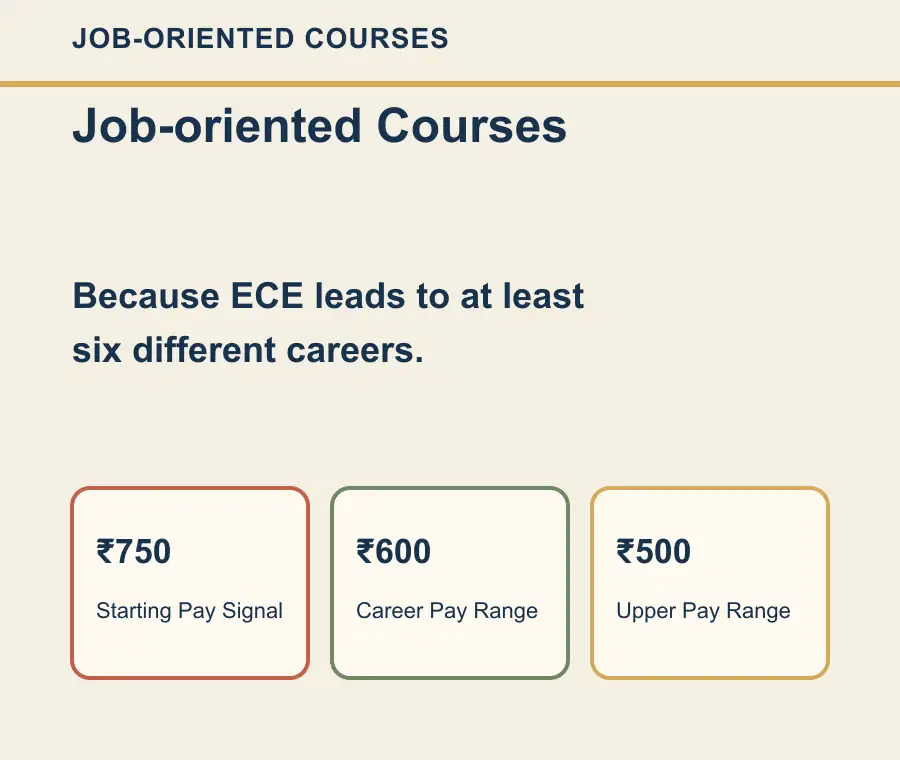 JOB-ORIENTED COURSES
Job-oriented Courses
Because ECE leads to at least
six different careers.
₹750
Starting Pay Signal
₹600
Career Pay Range
₹500
Upper Pay Range